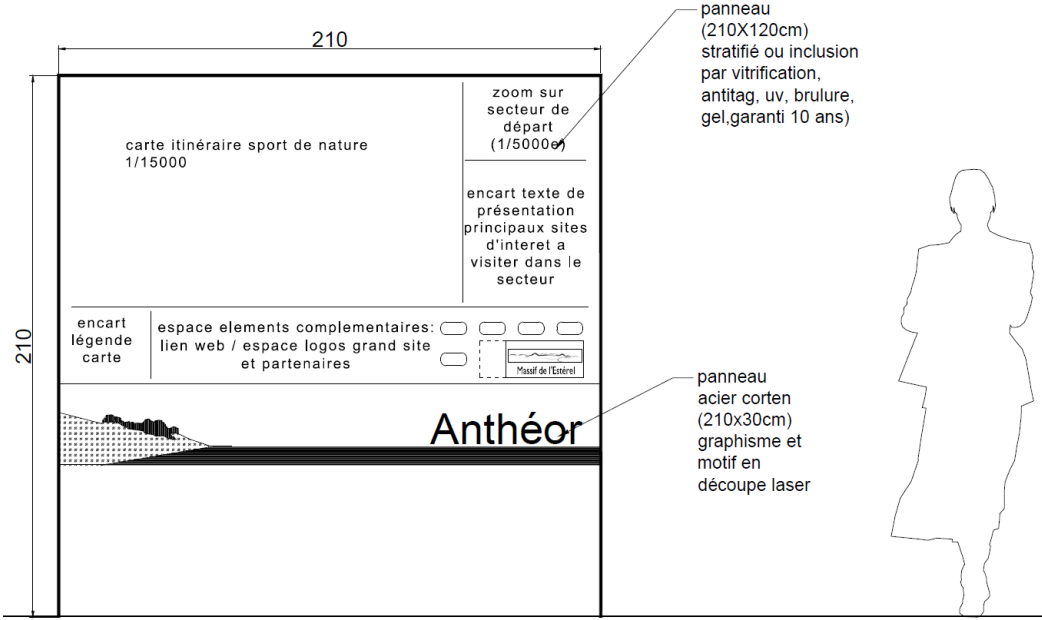 210
210
carte itinéraire sport de nature
1/15000
zoom sur
secteur de
départ
(1/5000e)
encart texte de
présentation
principaux sites
d'interet a
visiter dans le
secteur
encart
légende
carte
espace elements complementaires:
lien web / espace logos grand site
et partenaires
Massif de l'Estérel
Anthéor
panneau
(210X120cm)
stratifié ou inclusion
par vitrification,
antitag, uv, brulure,
gel,garanti 10 ans)
panneau
acier corten
(210x30cm)
graphisme et
motif en
découpe laser